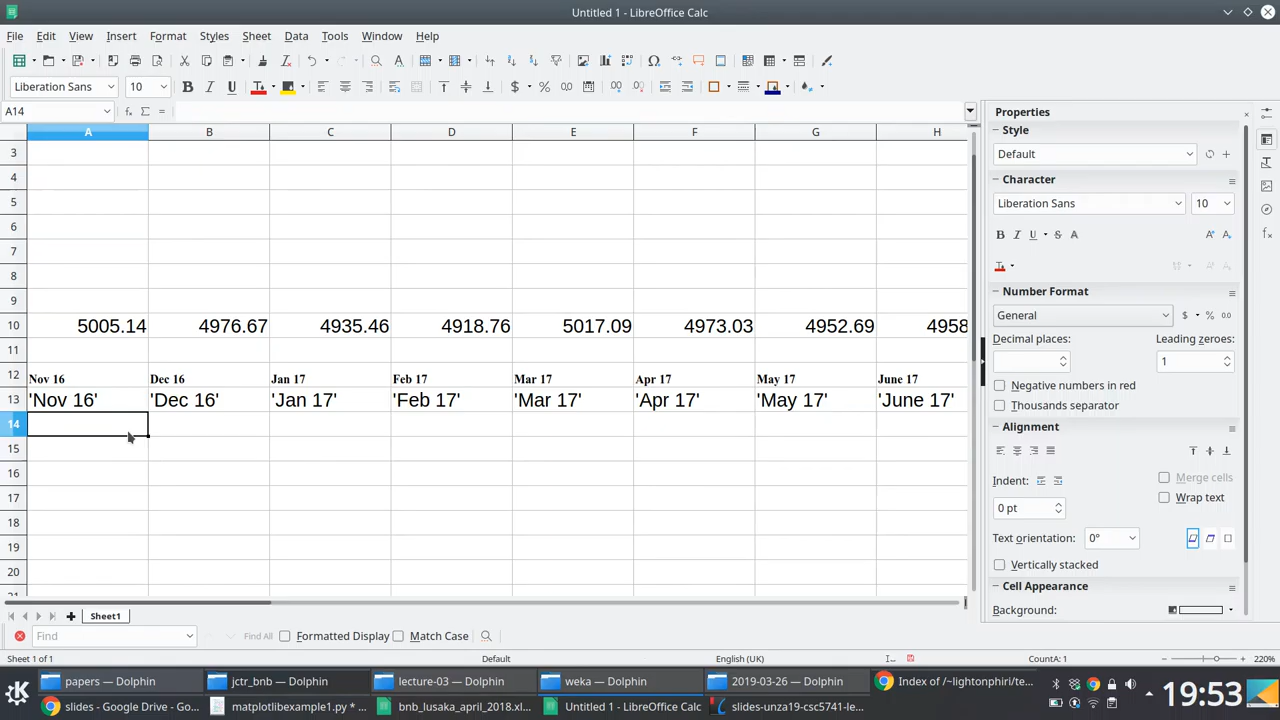 Untitled 1 - LibreOffice Calc
File Edit View Insert Format Styles Sheet Data Tools Window Help
Liberation Sans 10
A14
A B C D E F G H
3
4
5
6
7
8
9
10 5005.14 4976.67 4935.46 4918.76 5017.09 4973.03 4952.69 4958
11
12 Nov 16 Dec 16 Jan 17 Feb 17 Mar 17 Apr 17 May 17 June 17
13 'Nov 16' 'Dec 16' 'Jan 17' 'Feb 17' 'Mar 17' 'Apr 17' 'May 17' 'June 17'
14
15
16
17
18
19
20
21
Properties
Style
Default
Character
Liberation Sans 10
Number Format
General
Decimal places: Leading zeroes:
1
Negative numbers in red
Thousands separator
Alignment
Indent: Merge cells
0 pt Wrap text
Text orientation: 0°
Vertically stacked
Cell Appearance
Background:
Sheet1
Find Find All Formatted Display Match Case
Sheet 1 of 1 Default English (UK) CountA: 1 220%
papers — Dolphin jctr_bnb — Dolphin lecture-03 — Dolphin weka — Dolphin 2019-03-26 — Dolphin Index of /~lightonphiri/te...
slides - Google Drive - Go... matplotlibexample1.py * ... bnb_lusaka_april_2018.xl... Untitled 1 - LibreOffice Calc slides-unza19-csc5741-le...
19:53